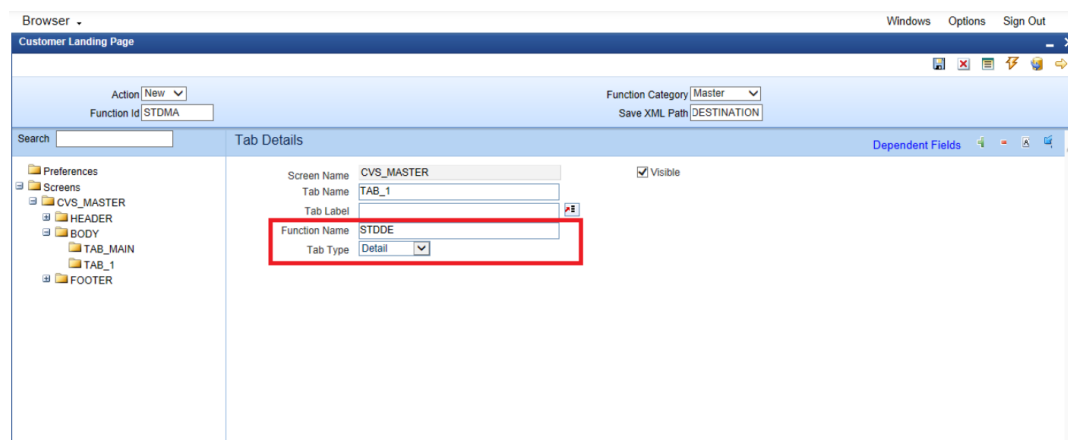 Browser
Windows Options Sign Out
Customer Landing Page
Action New
Function Category Master
Function Id STDMA
Save XML Path DESTINATION
Search
Tab Details
Dependent Fields
Preferences
Screens
CVS_MASTER
HEADER
BODY
TAB_MAIN
TAB_1
FOOTER
Screen Name CVS_MASTER
Visible
Tab Name TAB_1
Tab Label
Function Name STDDE
Tab Type Detail